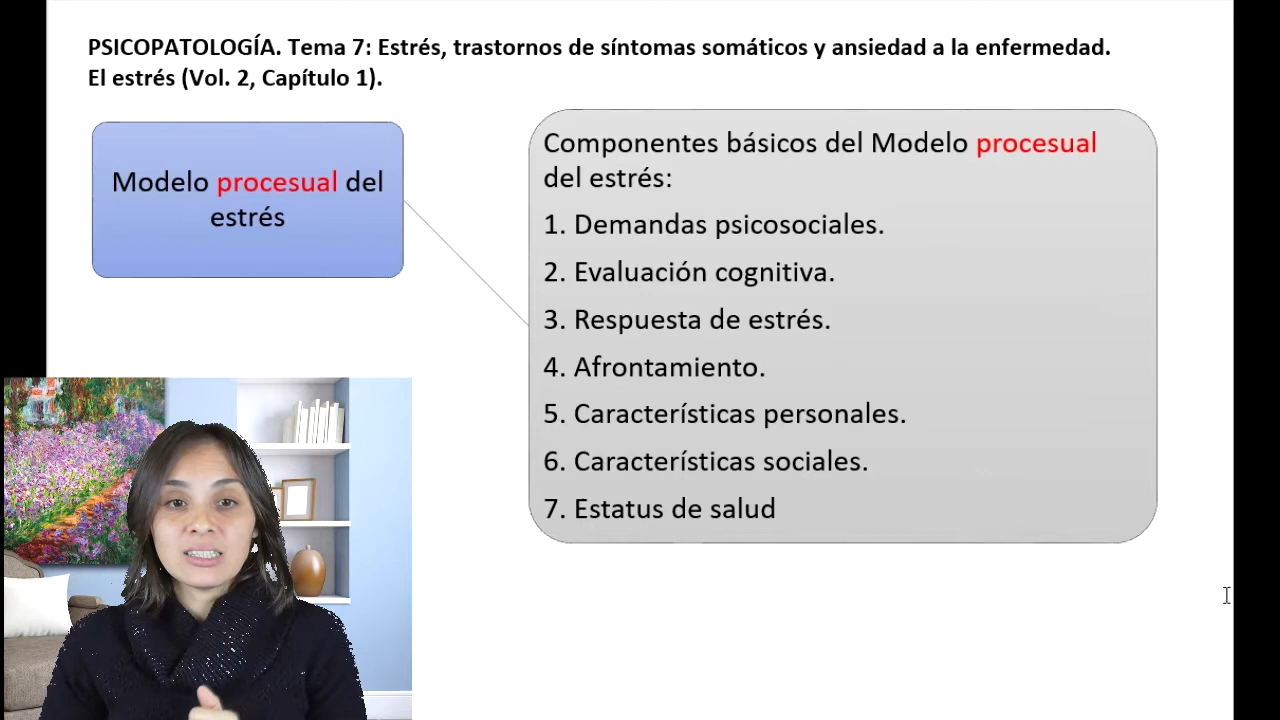 PSICOPATOLOGÍA. Tema 7: Estrés, trastornos de síntomas somáticos y ansiedad a la enfermedad.
El estrés (Vol. 2, Capítulo 1).
Modelo procesual del
estrés
Componentes básicos del Modelo procesual
del estrés:
1. Demandas psicosociales.
2. Evaluación cognitiva.
3. Respuesta de estrés.
4. Afrontamiento.
5. Características personales.
6. Características sociales.
7. Estatus de salud